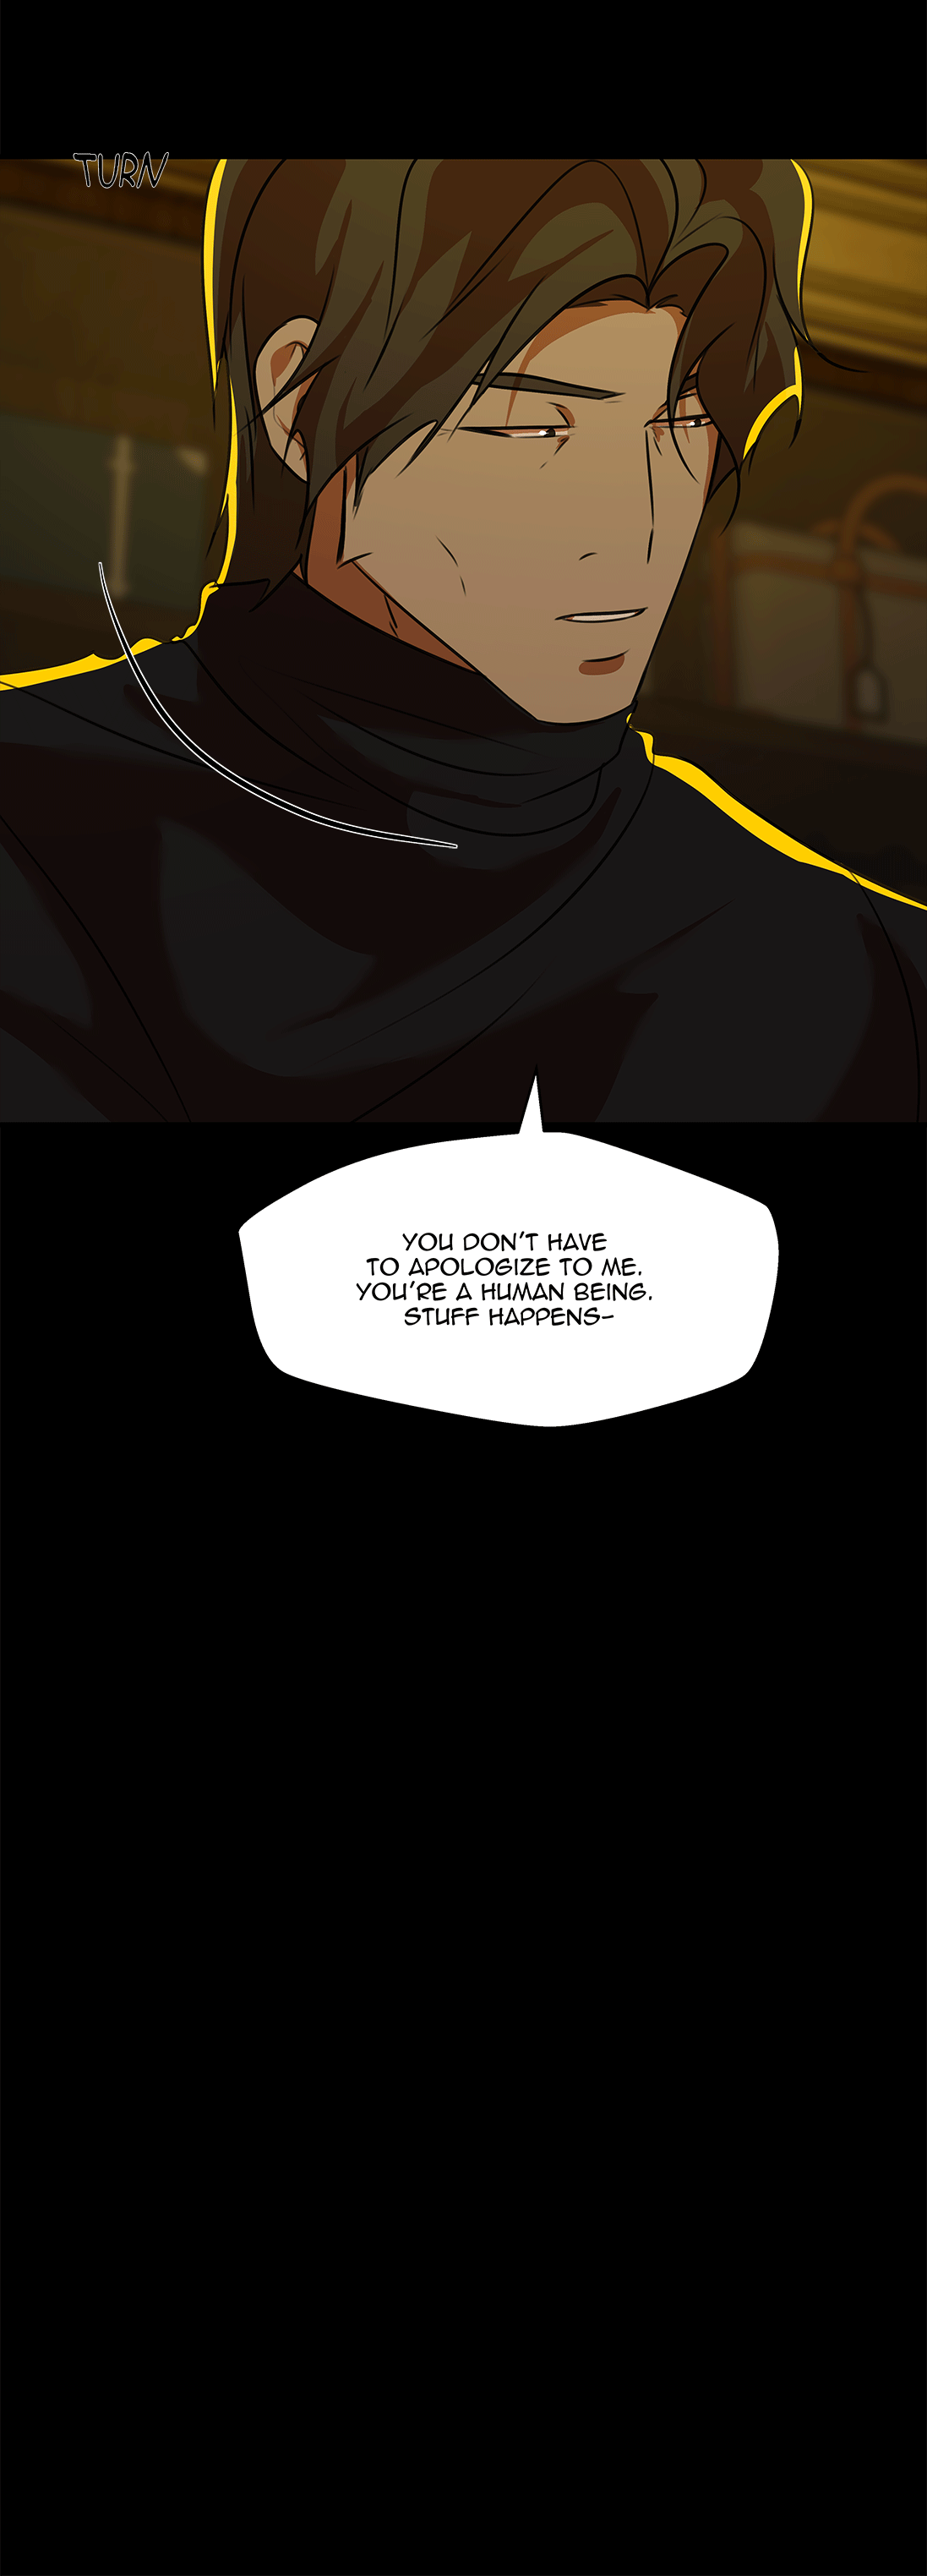 TURN
YOU DON'T HAVE
TO APOLOGIZE TO ME.
YOU'RE A HUMAN BEING.
STUFF HAPPENS-